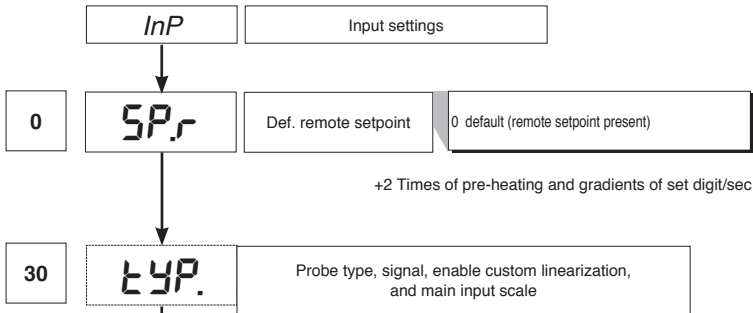 InP Input settings
0 SP.r Def. remote setpoint 0 default (remote setpoint present)
+2 Times of pre-heating and gradients of set digit/sec
30 tYP. Probe type, signal, enable custom linearization,
and main input scale